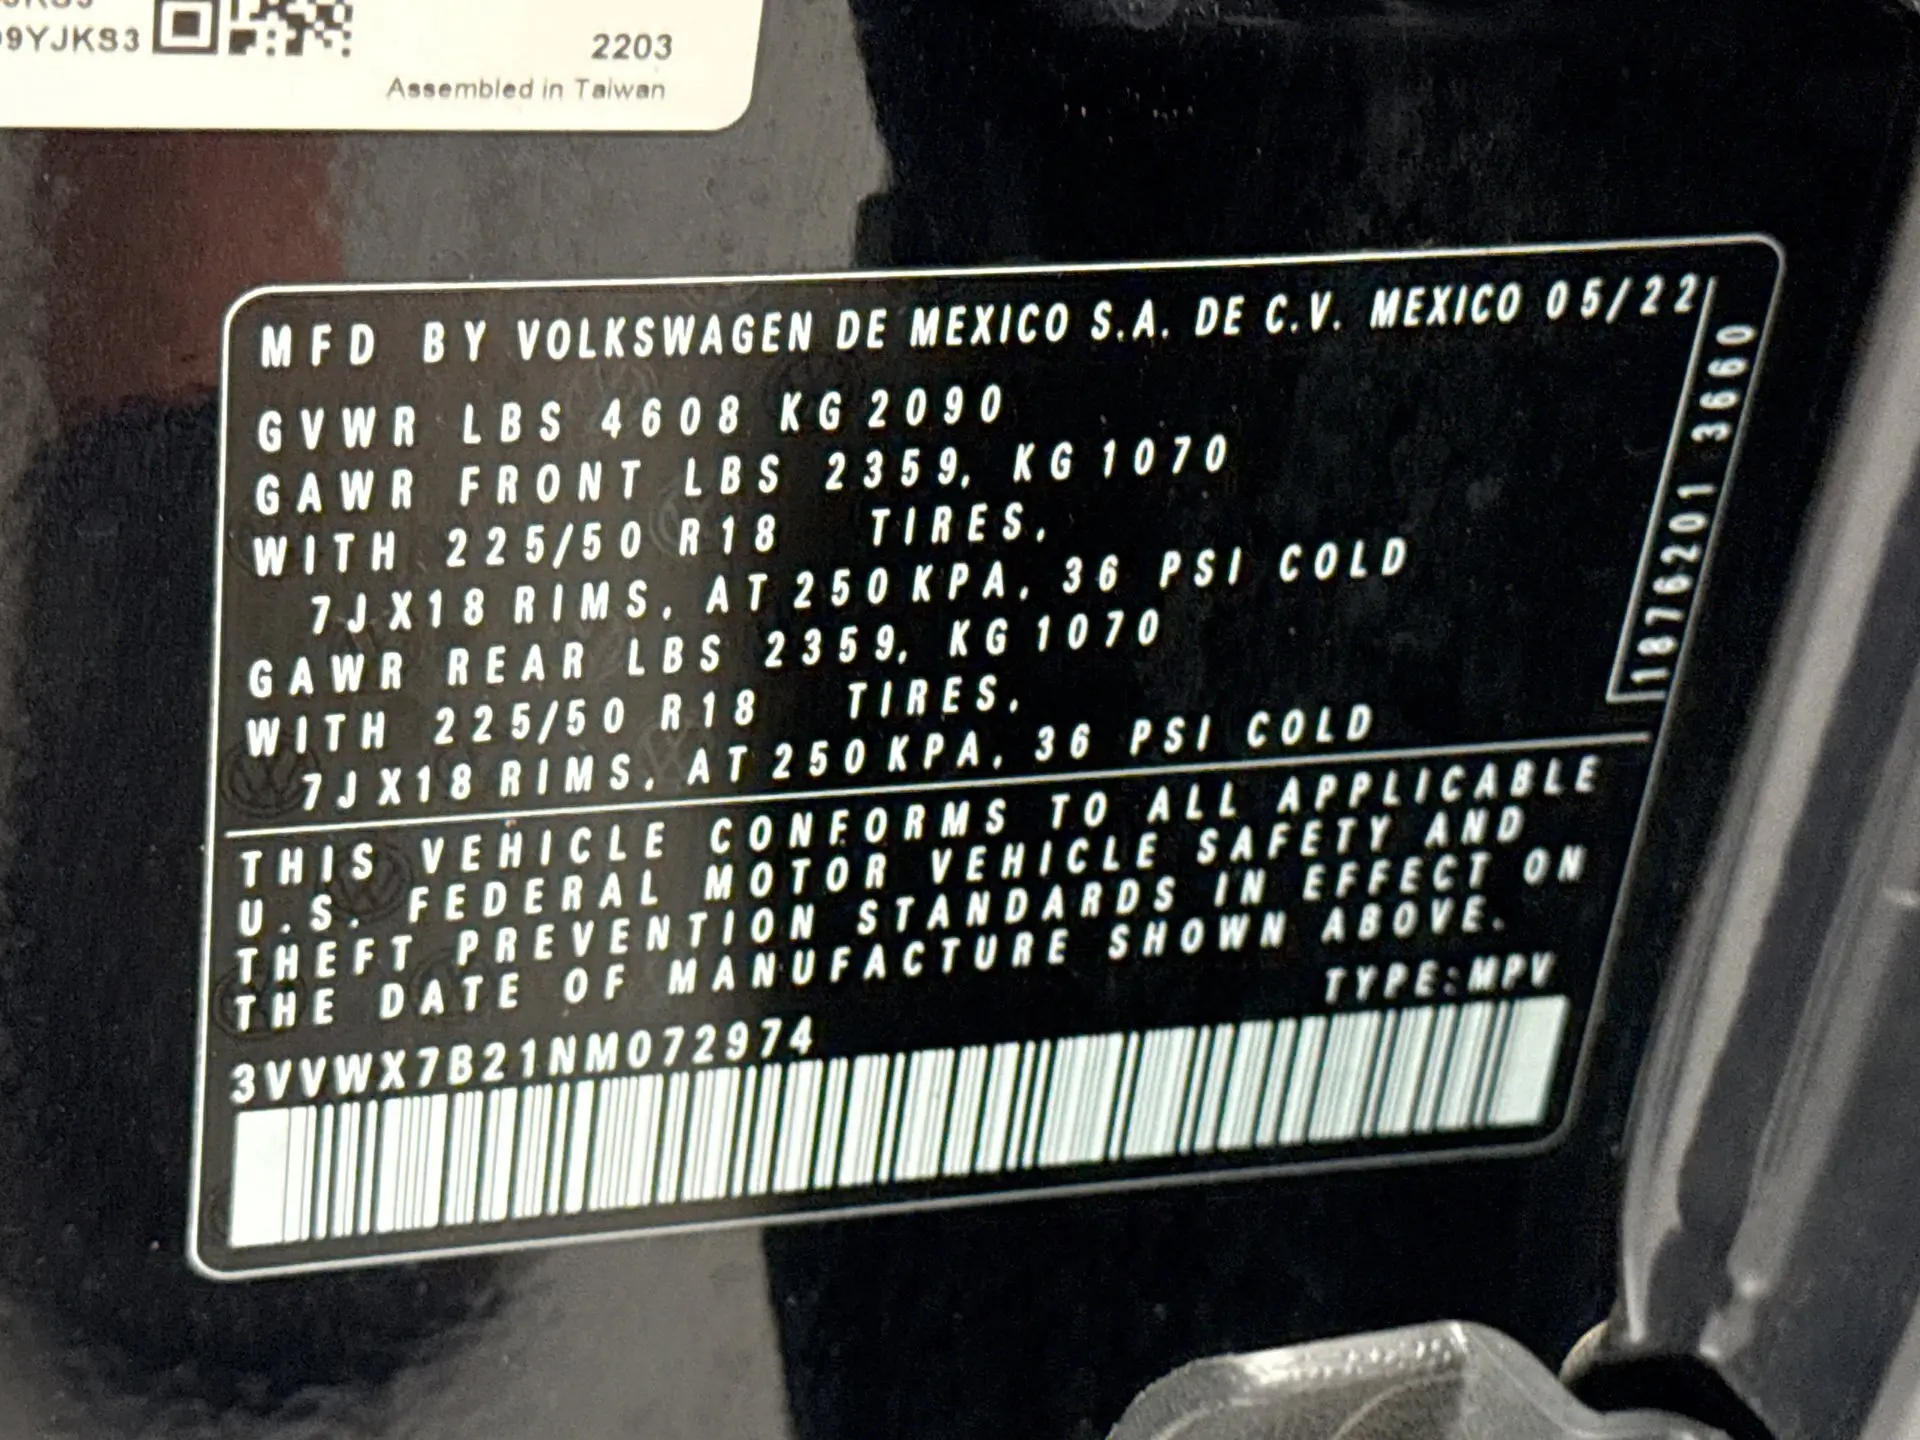 9YJKS3
2203
Assembled in Taiwan
MFD BY VOLKSWAGEN DE MEXICO S.A. DE C.V. MEXICO 05/22
GVWR LBS 4608 KG 2090
GAWR FRONT LBS 2359, KG 1070
WITH 225/50 R18 TIRES,
7JX18 RIMS, AT 250 KPA, 36 PSI COLD
GAWR REAR LBS 2359, KG 1070
WITH 225/50 R18 TIRES,
7JX18 RIMS, AT 250 KPA, 36 PSI COLD
1876201 3660
THIS VEHICLE CONFORMS TO ALL APPLICABLE
U.S. FEDERAL MOTOR VEHICLE SAFETY AND
THEFT PREVENTION STANDARDS IN EFFECT ON
THE DATE OF MANUFACTURE SHOWN ABOVE.
TYPE:MPV
3VVWX7B21NM072974